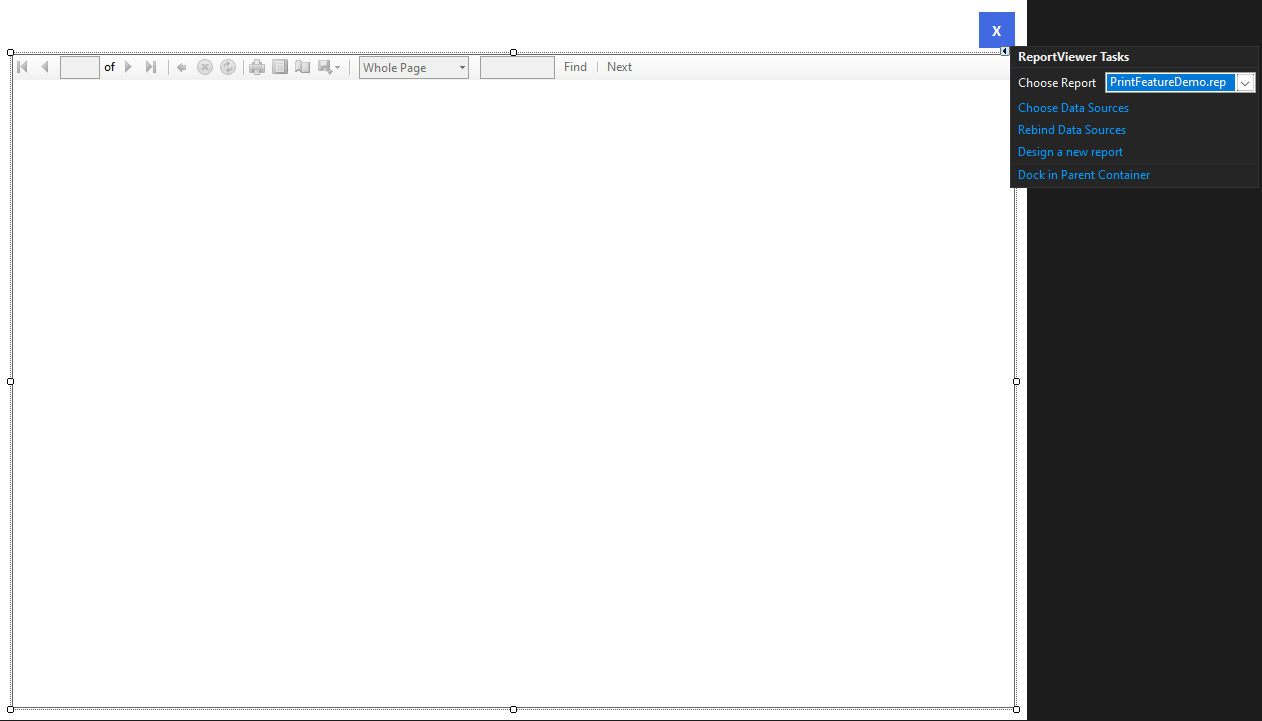 X
of
Whole Page
Find
Next
ReportViewer Tasks
Choose Report PrintFeatureDemo.rep
Choose Data Sources
Rebind Data Sources
Design a new report
Dock in Parent Container